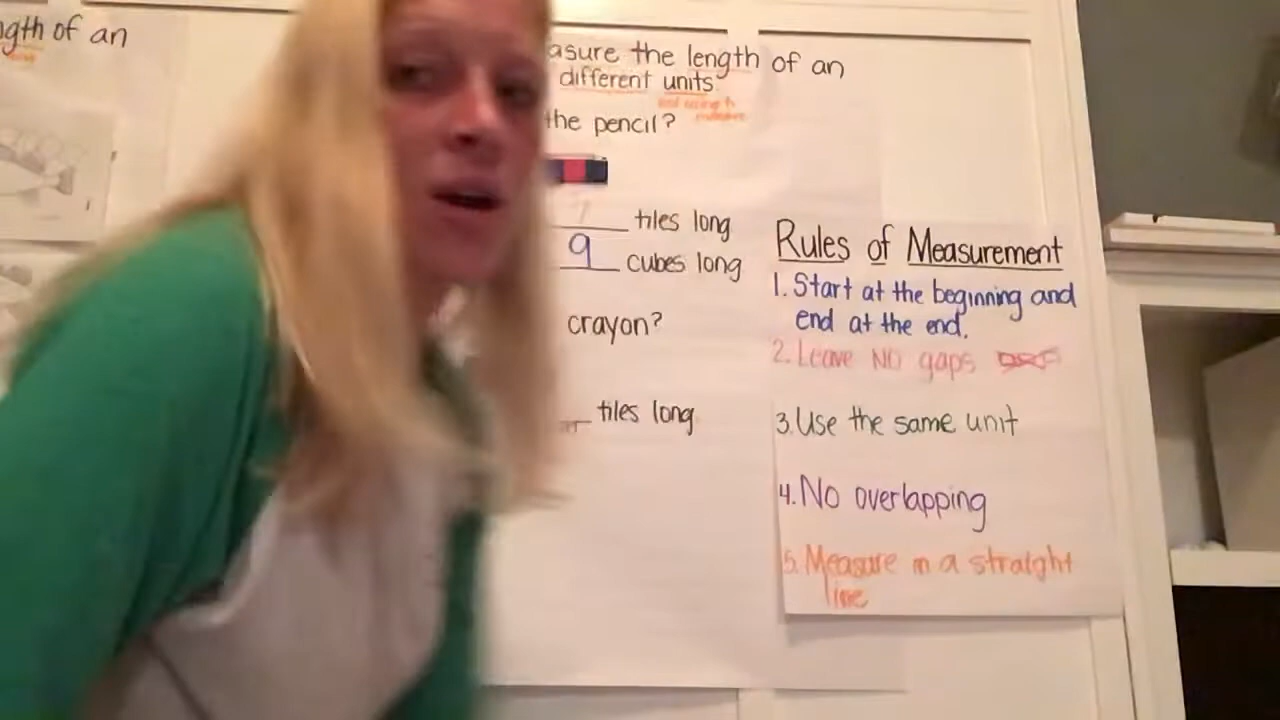 of an
asure the length of an
different units
the pencil?
7 tiles long
9 cubes long
crayon?
tiles long
Rules of Measurement
1. Start at the beginning and
end at the end.
2. Leave NO gaps
3. Use the same unit
4. No overlapping
5. Measure in a straight
line